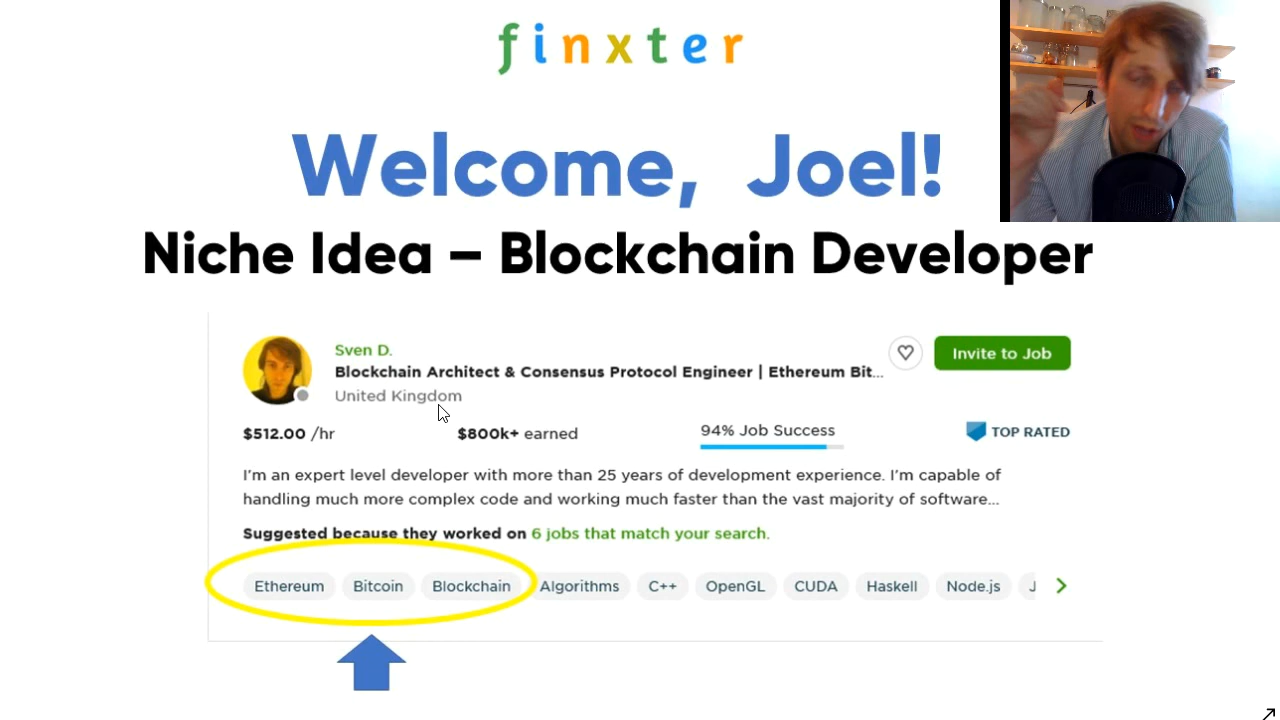 finxter
Welcome, Joel!
Niche Idea – Blockchain Developer
Sven D.
Blockchain Architect & Consensus Protocol Engineer | Ethereum Bit...
United Kingdom
Invite to Job
$512.00 /hr
$800k+ earned
94% Job Success
TOP RATED
I'm an expert level developer with more than 25 years of development experience. I'm capable of
handling much more complex code and working much faster than the vast majority of software...
Suggested because they worked on 6 jobs that match your search.
Ethereum Bitcoin Blockchain Algorithms C++ OpenGL CUDA Haskell Node.js J